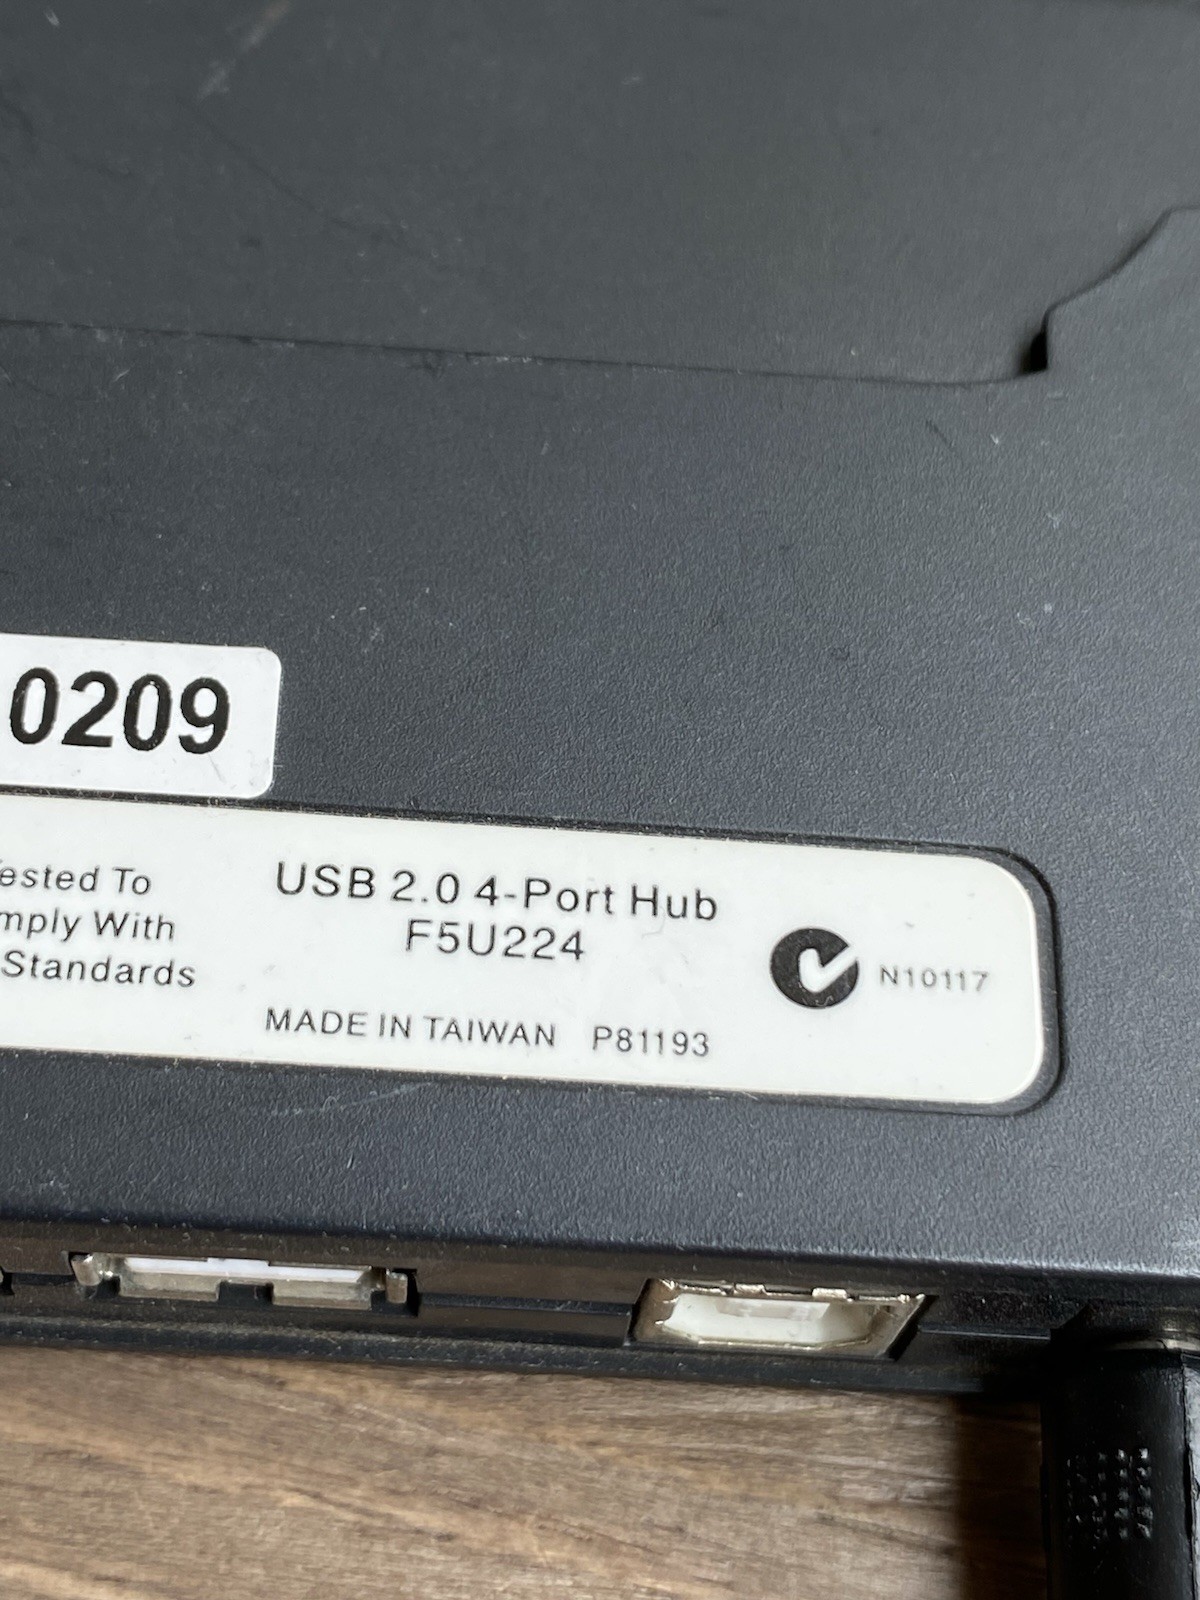 0209
ested To
mply With
Standards
USB 2.0 4-Port Hub
F5U224
MADE IN TAIWAN P81193
N10117